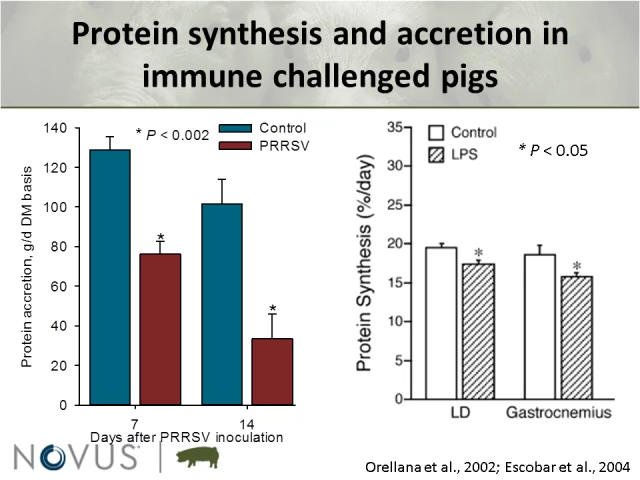 Protein synthesis and accretion in
immune challenged pigs
140
120
100
80
60
40
20
0
Protein accretion, g/d DM basis
* P < 0.002
Control
PRRSV
*
*
7
14
Days after PRRSV inoculation
35
30
25
20
15
10
5
0
Protein Synthesis (%/day)
Control
LPS
* P < 0.05
*
*
LD
Gastrocnemius
NOVUS
Orellana et al., 2002; Escobar et al., 2004